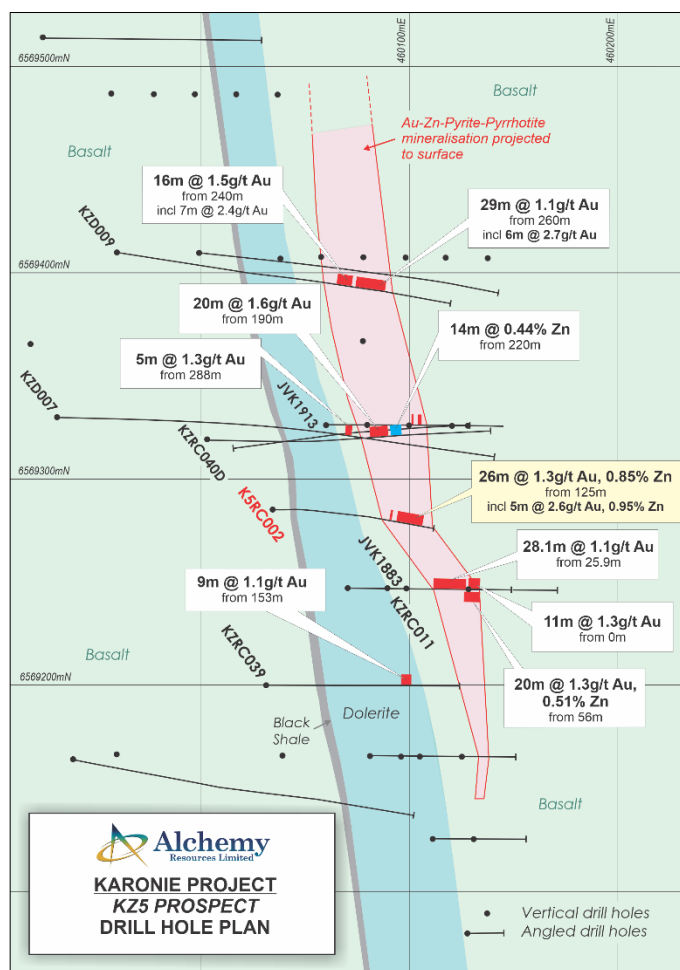 460100mE
460200mE
6569500mN
Basalt
Basalt
Au-Zn-Pyrite-Pyrrhotite
mineralisation projected
to surface
16m @ 1.5g/t Au
from 240m
incl 7m @ 2.4g/t Au
29m @ 1.1g/t Au
from 260m
incl 6m @ 2.7g/t Au
KZD009
6569400mN
20m @ 1.6g/t Au
from 190m
14m @ 0.44% Zn
from 220m
5m @ 1.3g/t Au
from 288m
JVK1913
KZD007
KZRC040D
6569300mN
K5RC002
26m @ 1.3g/t Au, 0.85% Zn
from 125m
incl 5m @ 2.6g/t Au, 0.95% Zn
JVK1883
28.1m @ 1.1g/t Au
from 25.9m
9m @ 1.1g/t Au
from 153m
KZRC011
11m @ 1.3g/t Au
from 0m
KZRC039
20m @ 1.3g/t Au,
0.51% Zn
from 56m
6569200mN
Basalt
Black
Shale
Dolerite
Basalt
Alchemy
Resources Limited
KARONIE PROJECT
KZ5 PROSPECT
DRILL HOLE PLAN
Vertical drill holes
Angled drill holes